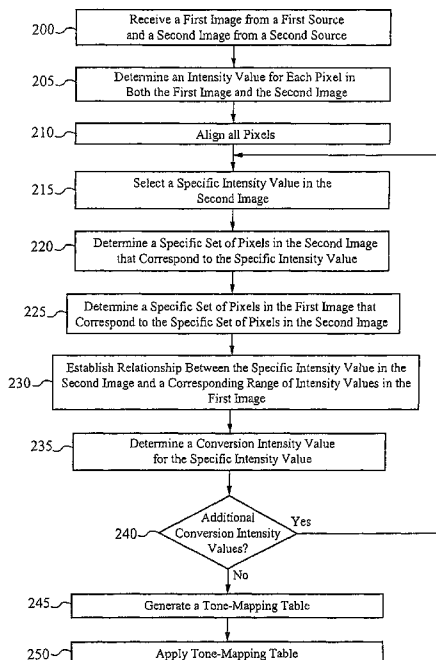 200
Receive a First Image from a First Source
and a Second Image from a Second Source
205
Determine an Intensity Value for Each Pixel in
Both the First Image and the Second Image
210
Align all Pixels
215
Select a Specific Intensity Value in the
Second Image
220
Determine a Specific Set of Pixels in the Second Image
that Correspond to the Specific Intensity Value
225
Determine a Specific Set of Pixels in the First Image that
Correspond to the Specific Set of Pixels in the Second Image
230
Establish Relationship Between the Specific Intensity Value in the
Second Image and a Corresponding Range of Intensity Values in the
First Image
235
Determine a Conversion Intensity Value
for the Specific Intensity Value
240
Additional
Conversion Intensity
Values?
Yes
No
245
Generate a Tone-Mapping Table
250
Apply Tone-Mapping Table